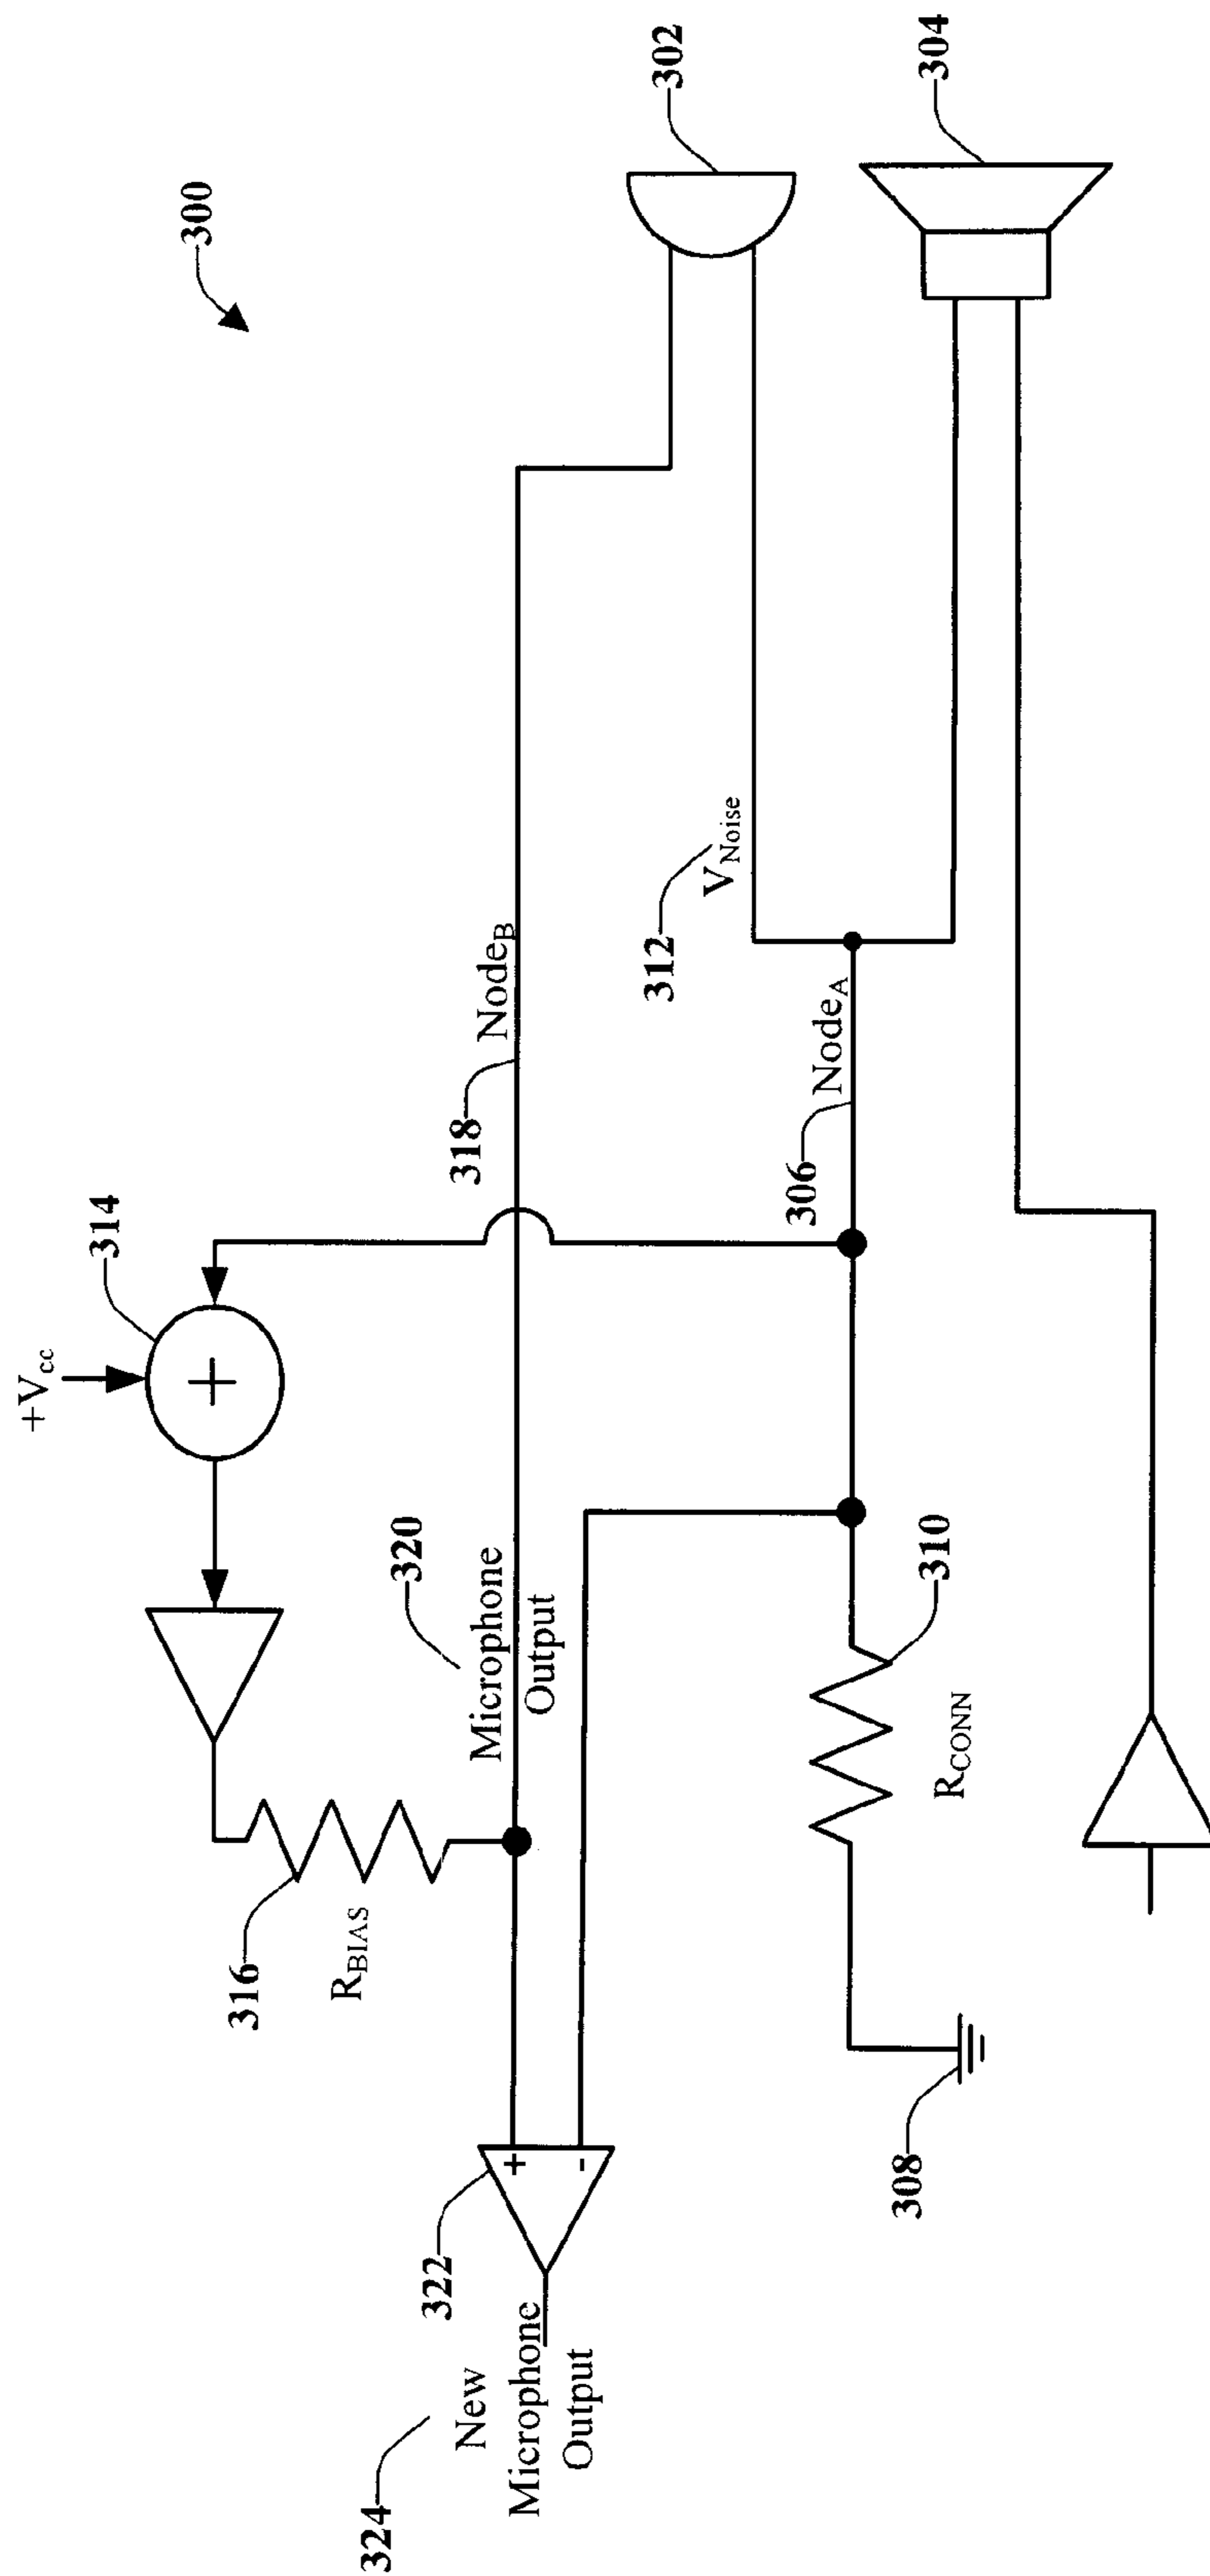 +Vcc
314
300
316
RBIAS
320
Microphone
Output
318
NodeB
324
New
Microphone
Output
322
+
-
+
302
312
VNoise
306
NodeA
304
308
310
RCONN